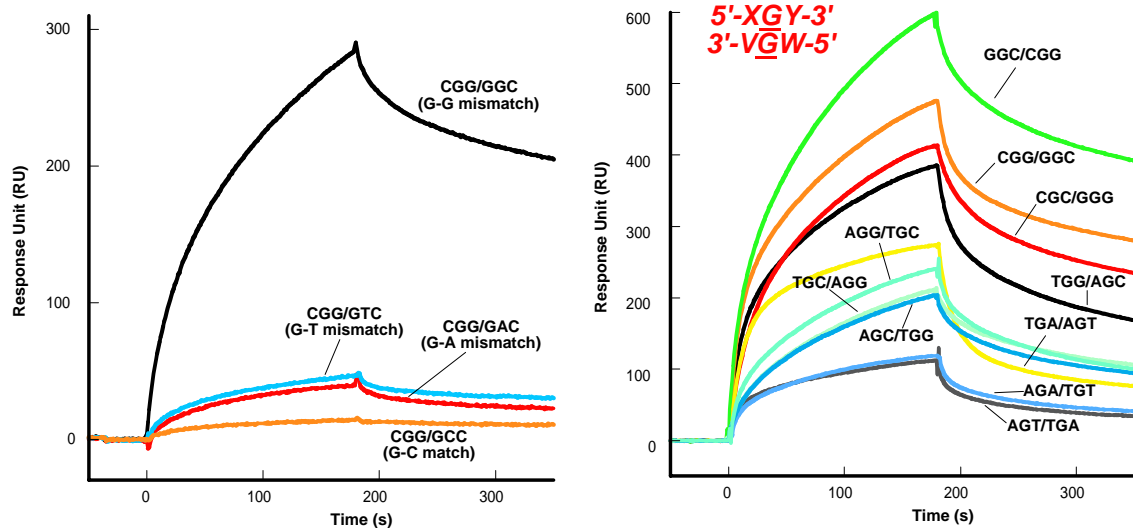 300
200
100
0
Response Unit (RU)
CGG/GGC
(G-G mismatch)
CGG/GTC
(G-T mismatch)
CGG/GAC
(G-A mismatch)
CGG/GCC
(G-C match)
0
100
200
300
Time (s)
5'-XGY-3'
3'-VGW-5'
600
500
400
300
200
100
0
Response Unit (RU)
GGC/CGG
CGG/GGC
CGC/GGG
AGG/TGC
TGC/AGG
TGG/AGC
AGC/TGG
TGA/AGT
AGA/TGT
AGT/TGA
0
100
200
300
Time (s)